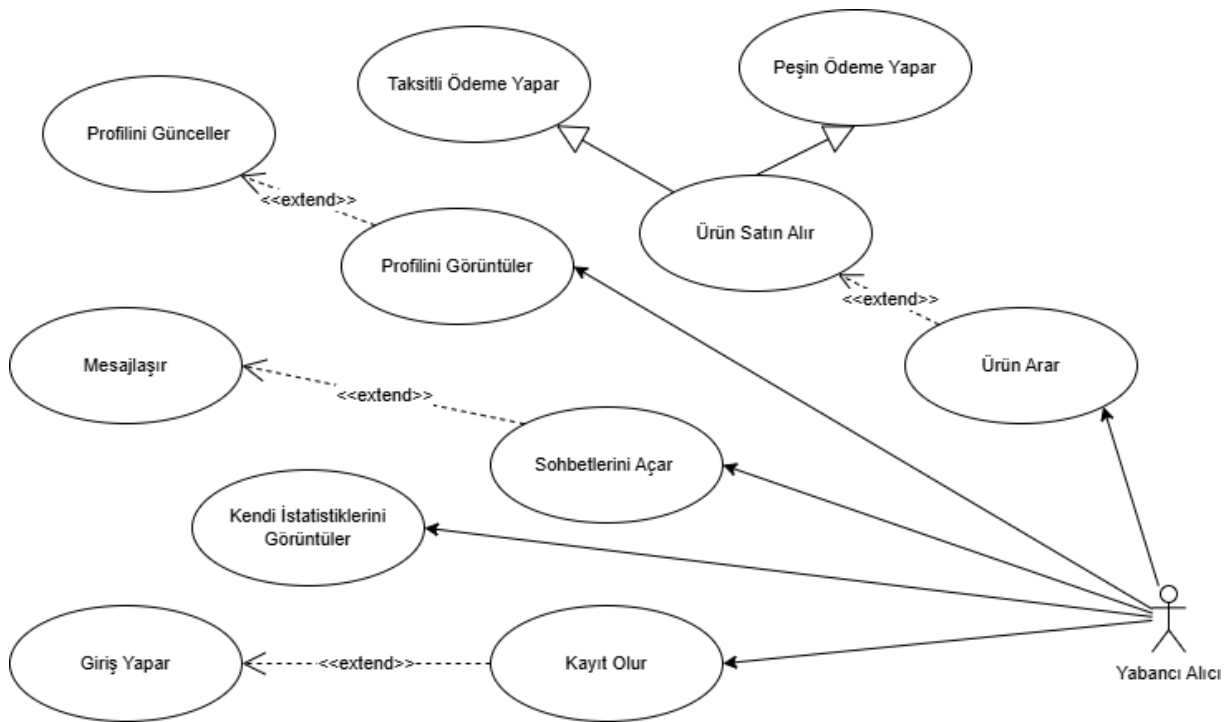 Peşin Ödeme Yapar
Taksitli Ödeme Yapar
Profilini Günceller
<<extend>>
Ürün Satın Alır
Profilini Görüntüler
<<extend>>
Mesajlaşır
Ürün Arar
<<extend>>
Sohbetlerini Açar
Kendi İstatistiklerini
Görüntüler
Giriş Yapar
<<extend>>
Kayıt Olur
Yabancı Alıcı